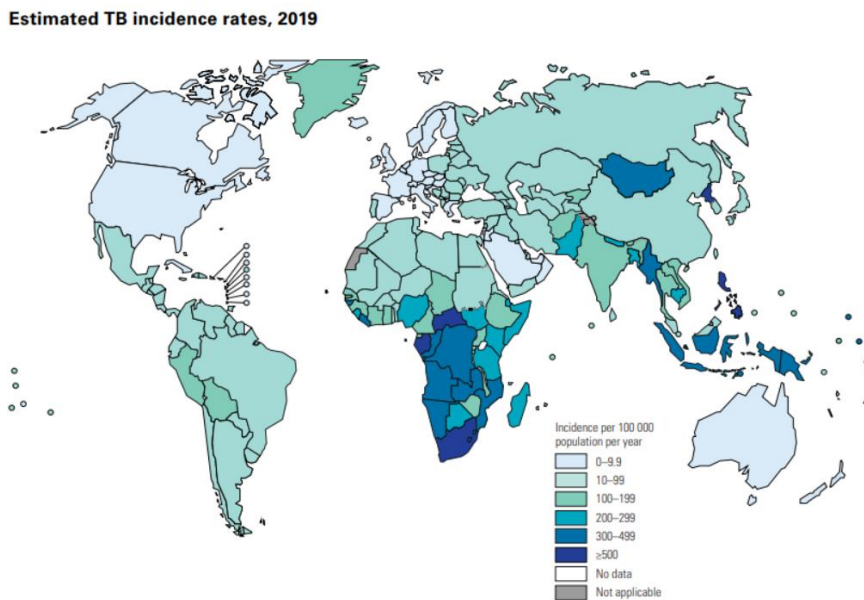 Estimated TB incidence rates, 2019
Incidence per 100 000
population per year
0–9.9
10–99
100–199
200–299
300–499
≥500
No data
Not applicable